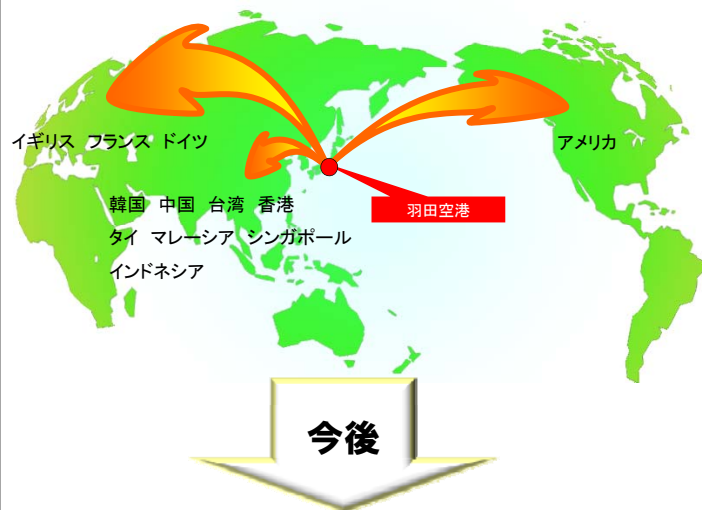 イギリス フランス ドイツ
アメリカ
韓国 中国 台湾 香港
タイ マレーシア シンガポール
インドネシア
羽田空港
今後